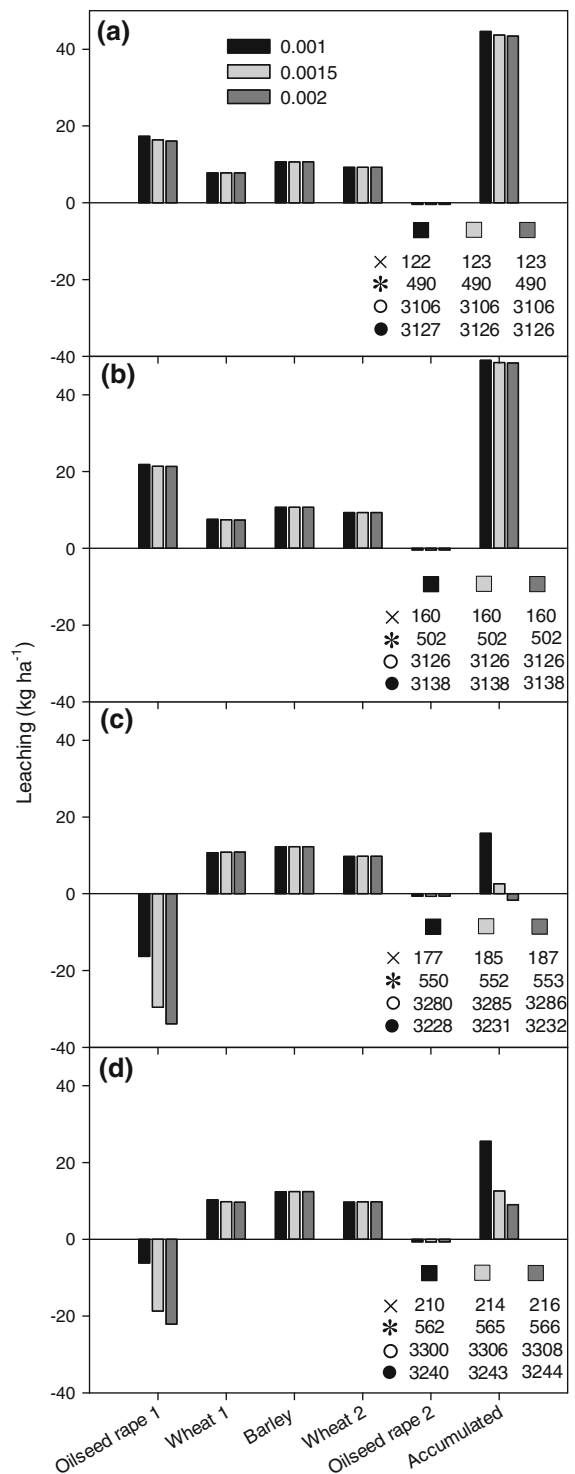 (a)
40
0.001
0.0015
0.002
20
0
× 122 123 123
* 490 490 490
○ 3106 3106 3106
● 3127 3126 3126
-20
-40
(b)
40
20
0
× 160 160 160
* 502 502 502
○ 3126 3126 3126
● 3138 3138 3138
-20
-40
(c)
40
20
0
× 177 185 187
* 550 552 553
○ 3280 3285 3286
● 3228 3231 3232
-20
-40
(d)
40
20
0
× 210 214 216
* 562 565 566
○ 3300 3306 3308
● 3240 3243 3244
-20
-40
Leaching (kg ha⁻¹)
Oilseed rape 1
Wheat 1
Barley
Wheat 2
Oilseed rape 2
Accumulated